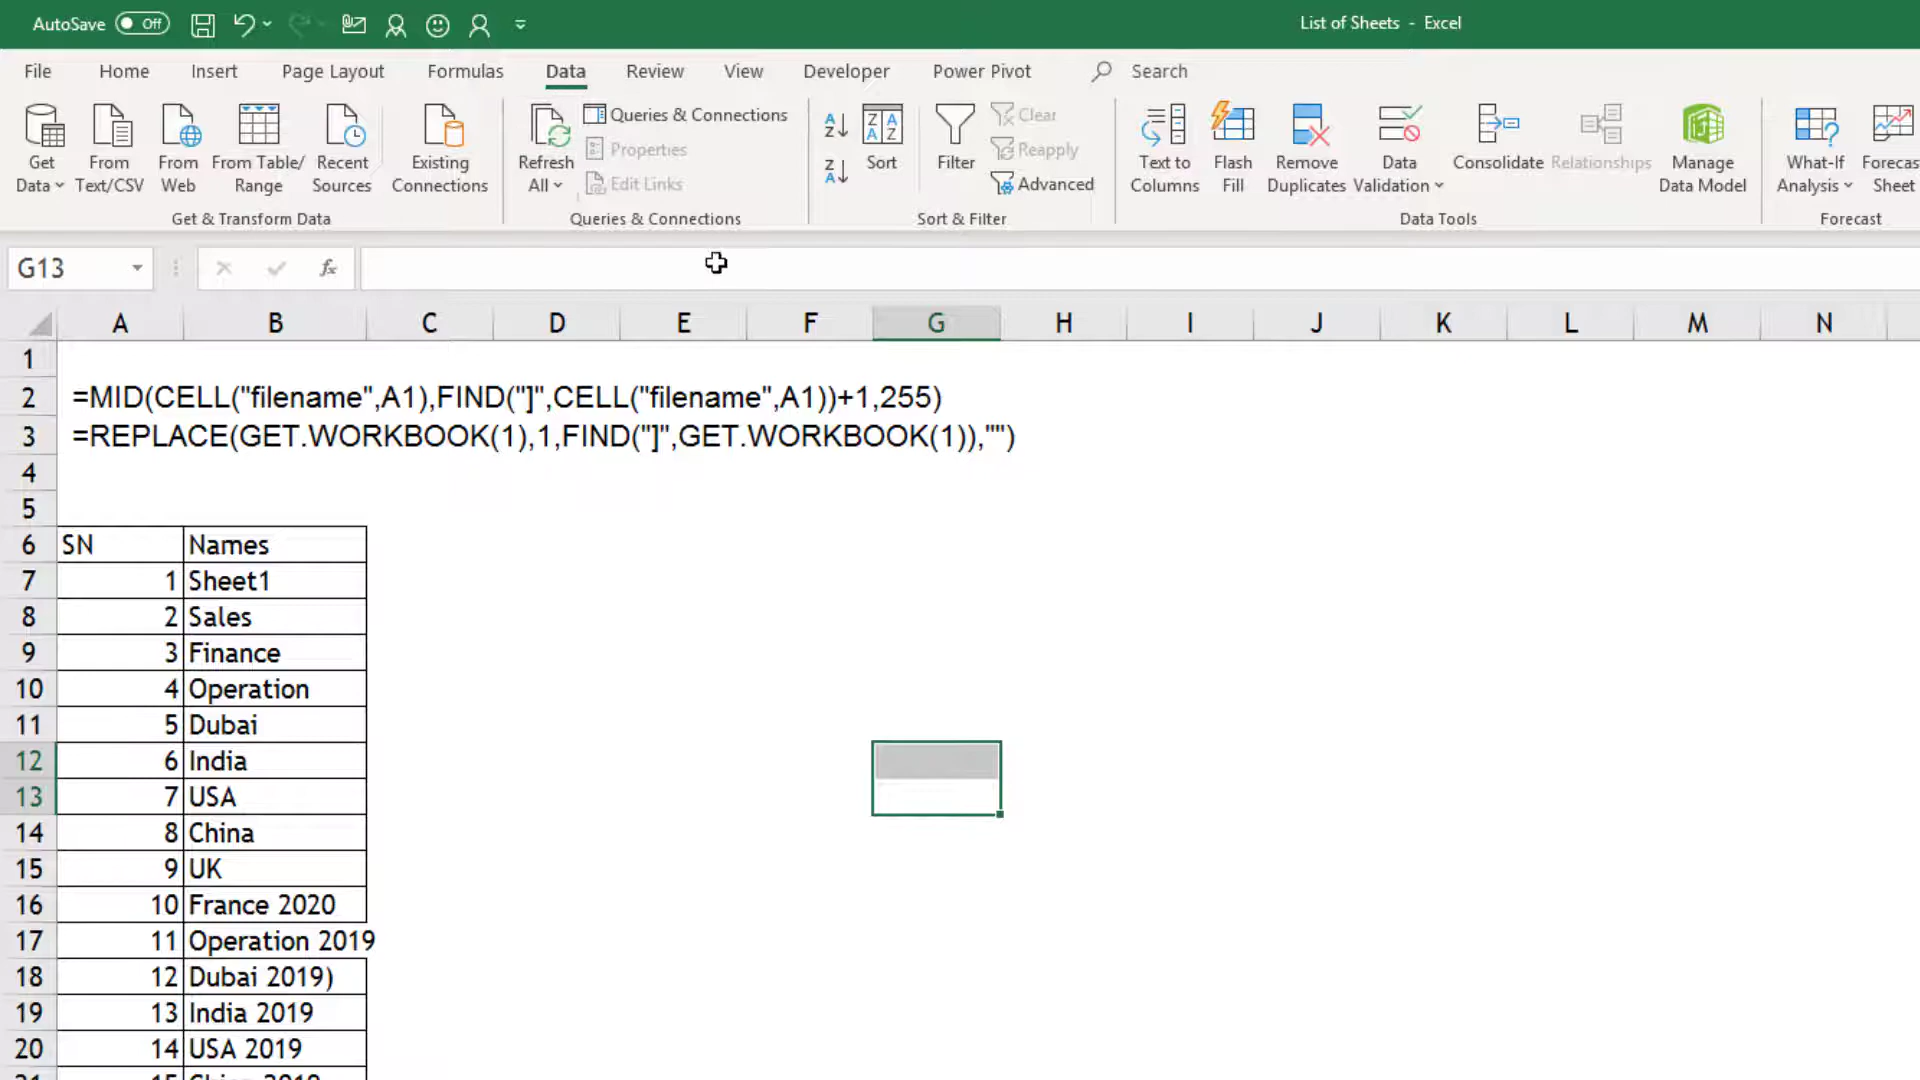 AutoSave Off List of Sheets - Excel
File Home Insert Page Layout Formulas Data Review View Developer Power Pivot Search
Get Data
From Text/CSV
From Web
From Table/ Range
Recent Sources
Get & Transform Data
Existing Connections
Refresh All
Queries & Connections
Properties
Edit Links
Queries & Connections
Sort
Filter
Clear
Reapply
Advanced
Sort & Filter
Text to Columns
Flash Fill
Remove Duplicates
Data Validation
Consolidate
Relationships
Manage Data Model
Data Tools
What-If Analysis
Forecas
Sheet
Forecast
G13 fx
A B C D E F G H I J K L M N
1
2 =MID(CELL("filename",A1),FIND("]",CELL("filename",A1))+1,255)
3 =REPLACE(GET.WORKBOOK(1),1,FIND("]",GET.WORKBOOK(1)),"")
4
5
6 SN Names
7 1 Sheet1
8 2 Sales
9 3 Finance
10 4 Operation
11 5 Dubai
12 6 India
13 7 USA
14 8 China
15 9 UK
16 10 France 2020
17 11 Operation 2019
18 12 Dubai 2019)
19 13 India 2019
20 14 USA 2019